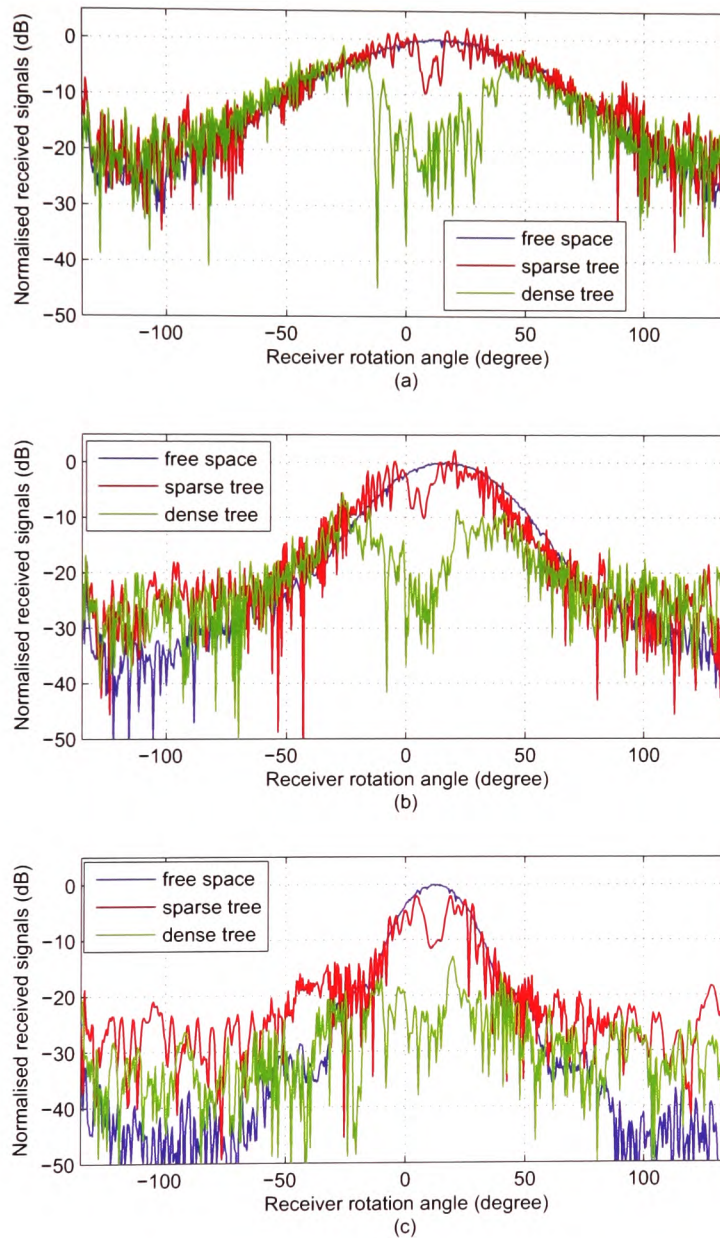 Normalised received signals (dB)
0
−10
−20
−30
−40
−50
free space
sparse tree
dense tree
−100 −50 0 50 100
Receiver rotation angle (degree)
(a)
Normalised received signals (dB)
0
−10
−20
−30
−40
−50
free space
sparse tree
dense tree
−100 −50 0 50 100
Receiver rotation angle (degree)
(b)
Normalised received signals (dB)
0
−10
−20
−30
−40
−50
free space
sparse tree
dense tree
−100 −50 0 50 100
Receiver rotation angle (degree)
(c)